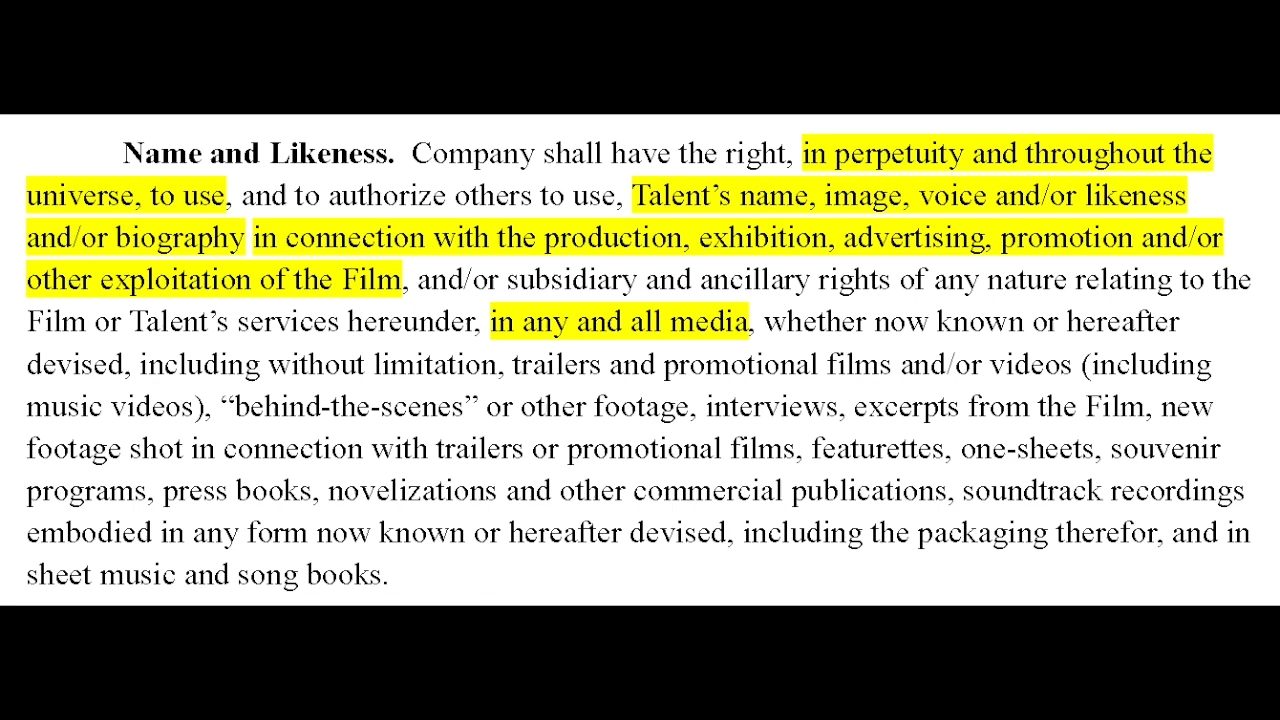 Name and Likeness. Company shall have the right, in perpetuity and throughout the
universe, to use, and to authorize others to use, Talent’s name, image, voice and/or likeness
and/or biography in connection with the production, exhibition, advertising, promotion and/or
other exploitation of the Film, and/or subsidiary and ancillary rights of any nature relating to the
Film or Talent’s services hereunder, in any and all media, whether now known or hereafter
devised, including without limitation, trailers and promotional films and/or videos (including
music videos), “behind-the-scenes” or other footage, interviews, excerpts from the Film, new
footage shot in connection with trailers or promotional films, featurettes, one-sheets, souvenir
programs, press books, novelizations and other commercial publications, soundtrack recordings
embodied in any form now known or hereafter devised, including the packaging therefor, and in
sheet music and song books.